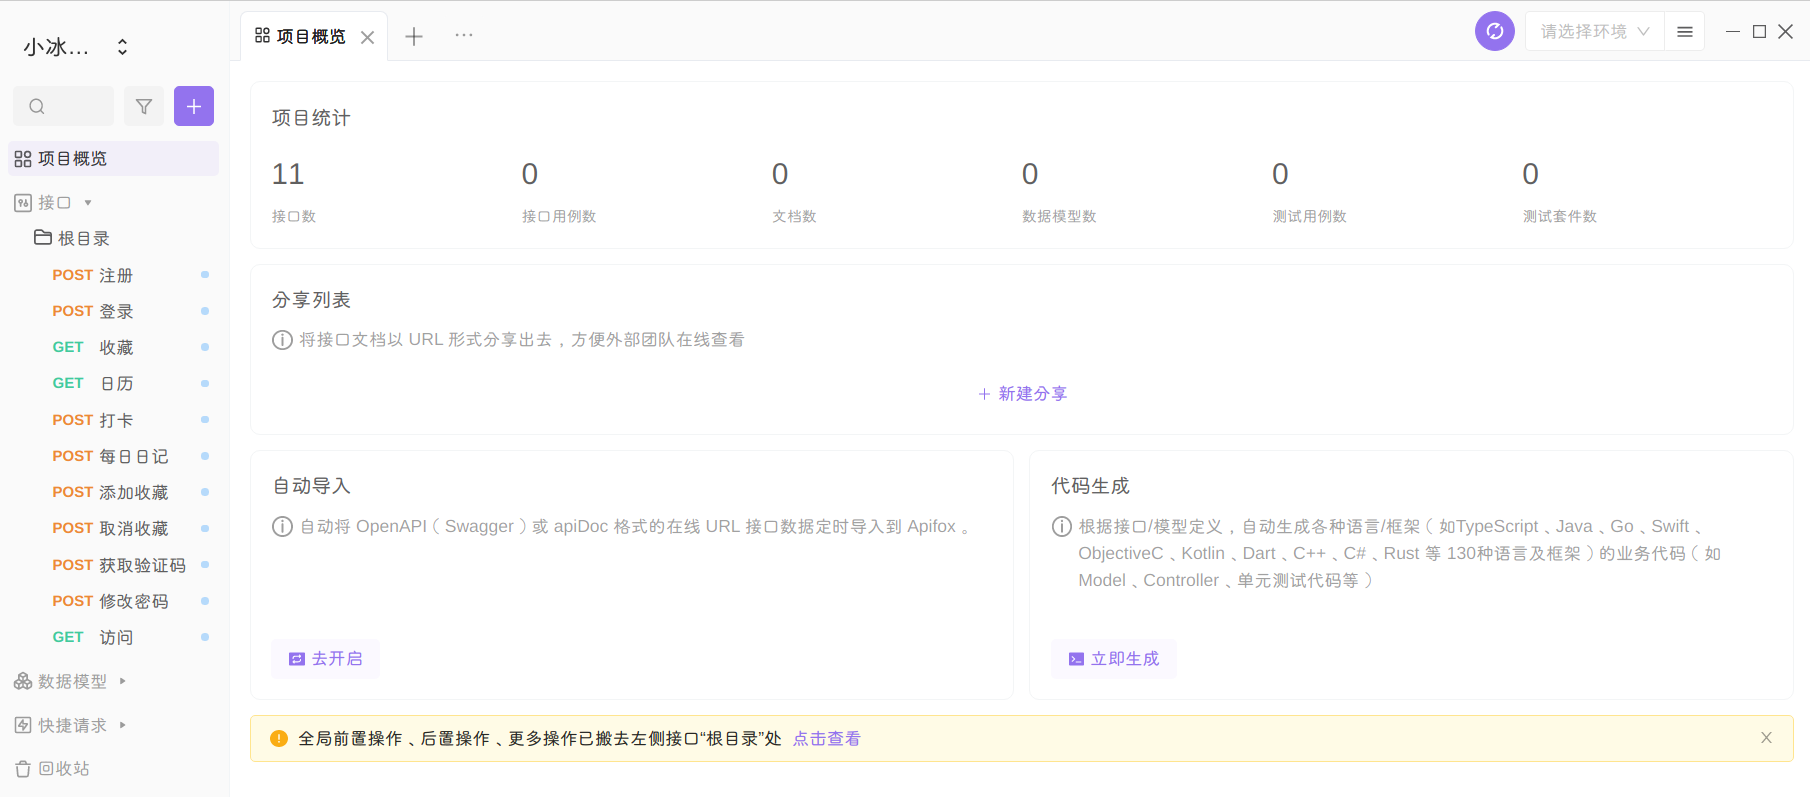 小冰...
项目概览
接口
根目录
POST 注册
POST 登录
GET 收藏
GET 日历
POST 打卡
POST 每日日记
POST 添加收藏
POST 取消收藏
POST 获取验证码
POST 修改密码
GET 访问
数据模型
快捷请求
回收站
项目概览
请选择环境
项目统计
11 0 0 0 0 0
接口数 接口用例数 文档数 数据模型数 测试用例数 测试套件数
分享列表
将接口文档以 URL 形式分享出去，方便外部团队在线查看
+ 新建分享
自动导入
自动将 OpenAPI（Swagger）或 apiDoc 格式的在线 URL 接口数据定时导入到 Apifox 。
去开启
代码生成
根据接口/模型定义，自动生成各种语言/框架（如TypeScript、Java、Go、Swift、
ObjectiveC、Kotlin、Dart、C++、C#、Rust 等 130种语言及框架）的业务代码（如
Model、Controller、单元测试代码等）
立即生成
全局前置操作、后置操作、更多操作已搬去左侧接口“根目录”处 点击查看